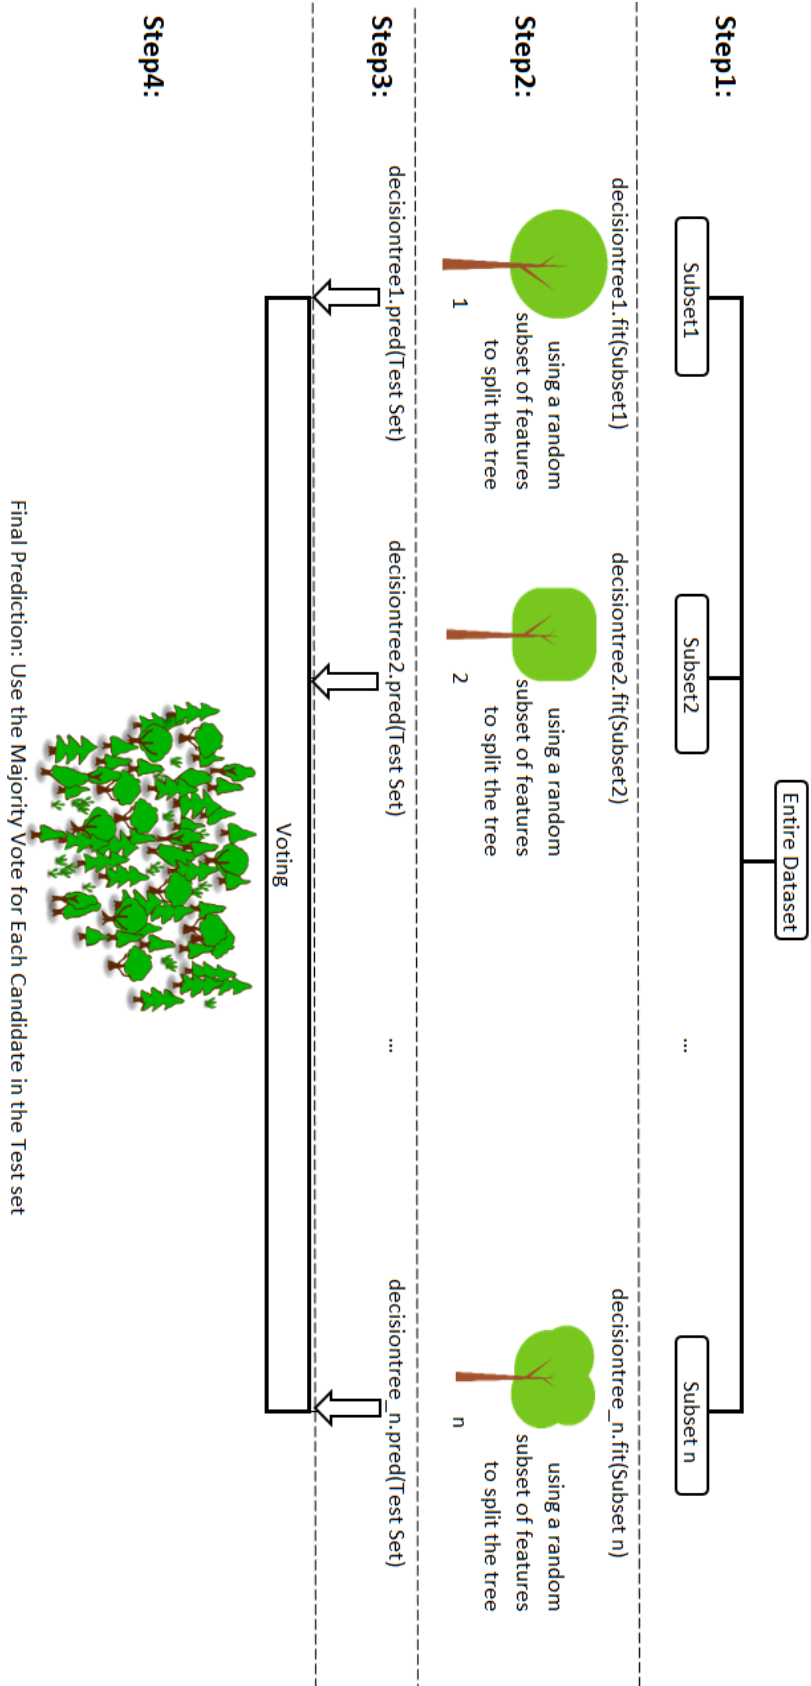 Entire Dataset
Step1:
Subset1
Subset2
...
Subset n
Step2:
decisiontree1.fit(Subset1)
using a random
subset of features
to split the tree
1
decisiontree2.fit(Subset2)
using a random
subset of features
to split the tree
2
decisiontree_n.fit(Subset n)
using a random
subset of features
to split the tree
n
Step3:
decisiontree1.pred(Test Set)
decisiontree2.pred(Test Set)
...
decisiontree_n.pred(Test Set)
Voting
Step4:
Final Prediction: Use the Majority Vote for Each Candidate in the Test set